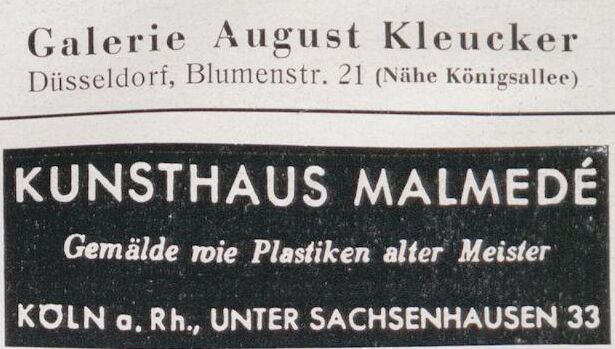 Galerie August Kleucker
Düsseldorf, Blumenstr. 21 (Nähe Königsallee)
KUNSTHAUS MALMEDÉ
Gemälde wie Plastiken alter Meister
KÖLN a. Rh., UNTER SACHSENHAUSEN 33